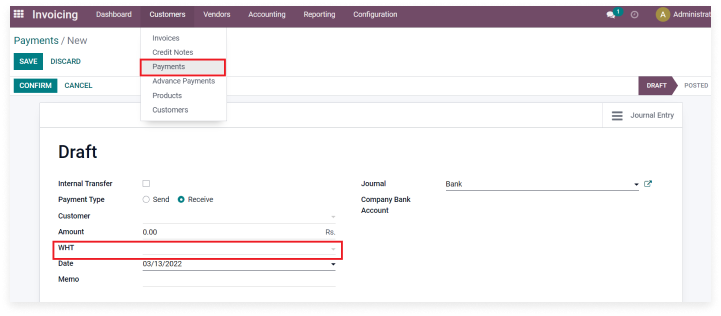 Invoicing Dashboard Customers Vendors Accounting Reporting Configuration 1 A Administrat
Payments / New
SAVE DISCARD
CONFIRM CANCEL
Invoices
Credit Notes
Payments
Advance Payments
Products
Customers
DRAFT POSTED
Journal Entry
Draft
Internal Transfer
Payment Type Send Receive
Customer
Amount 0.00 Rs.
WHT
Date 03/13/2022
Memo
Journal Bank
Company Bank
Account